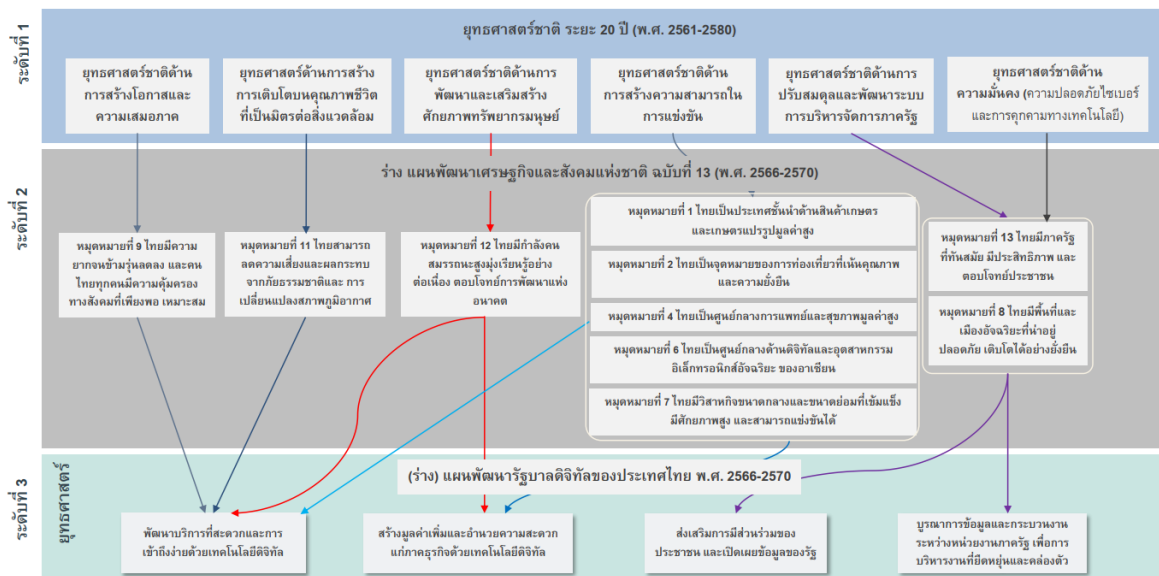 ระดับที่ 1
ยุทธศาสตร์ชาติ ระยะ 20 ปี (พ.ศ. 2561-2580)
ยุทธศาสตร์ชาติด้าน
การสร้างโอกาสและ
ความเสมอภาค
ยุทธศาสตร์ด้านการสร้าง
การเติบโตบนคุณภาพชีวิต
ที่เป็นมิตรต่อสิ่งแวดล้อม
ยุทธศาสตร์ชาติด้านการ
พัฒนาและเสริมสร้าง
ศักยภาพทรัพยากรมนุษย์
ยุทธศาสตร์ชาติด้าน
การสร้างความสามารถใน
การแข่งขัน
ยุทธศาสตร์ชาติด้านการ
ปรับสมดุลและพัฒนาระบบ
การบริหารจัดการภาครัฐ
ยุทธศาสตร์ชาติด้าน
ความมั่นคง (ความปลอดภัยไซเบอร์
และการคุกคามทางเทคโนโลยี)
ระดับที่ 2
ร่าง แผนพัฒนาเศรษฐกิจและสังคมแห่งชาติ ฉบับที่ 13 (พ.ศ. 2566-2570)
หมุดหมายที่ 9 ไทยมีความ
ยากจนข้ามรุ่นลดลง และคน
ไทยทุกคนมีความคุ้มครอง
ทางสังคมที่เพียงพอ เหมาะสม
หมุดหมายที่ 11 ไทยสามารถ
ลดความเสี่ยงและผลกระทบ
จากภัยธรรมชาติและ การ
เปลี่ยนแปลงสภาพภูมิอากาศ
หมุดหมายที่ 12 ไทยมีกำลังคน
สมรรถนะสูงมุ่งเรียนรู้อย่าง
ต่อเนื่อง ตอบโจทย์การพัฒนาแห่ง
อนาคต
หมุดหมายที่ 1 ไทยเป็นประเทศชั้นนำด้านสินค้าเกษตร
และเกษตรแปรรูปมูลค่าสูง
หมุดหมายที่ 2 ไทยเป็นจุดหมายของการท่องเที่ยวที่เน้นคุณภาพ
และความยั่งยืน
หมุดหมายที่ 4 ไทยเป็นศูนย์กลางการแพทย์และสุขภาพมูลค่าสูง
หมุดหมายที่ 6 ไทยเป็นศูนย์กลางด้านดิจิทัลและอุตสาหกรรม
อิเล็กทรอนิกส์อัจฉริยะ ของอาเซียน
หมุดหมายที่ 7 ไทยมีวิสาหกิจขนาดกลางและขนาดย่อมที่เข้มแข็ง
มีศักยภาพสูง และสามารถแข่งขันได้
หมุดหมายที่ 13 ไทยมีภาครัฐ
ที่ทันสมัย มีประสิทธิภาพ และ
ตอบโจทย์ประชาชน
หมุดหมายที่ 8 ไทยมีพื้นที่และ
เมืองอัจฉริยะที่น่าอยู่
ปลอดภัย เติบโตได้อย่างยั่งยืน
ระดับที่ 3
ยุทธศาสตร์
(ร่าง) แผนพัฒนารัฐบาลดิจิทัลของประเทศไทย พ.ศ. 2566-2570
พัฒนาบริการที่สะดวกและการ
เข้าถึงง่ายด้วยเทคโนโลยีดิจิทัล
สร้างมูลค่าเพิ่มและอำนวยความสะดวก
แก่ภาคธุรกิจด้วยเทคโนโลยีดิจิทัล
ส่งเสริมการมีส่วนร่วมของ
ประชาชน และเปิดเผยข้อมูลของรัฐ
บูรณาการข้อมูลและกระบวนงาน
ระหว่างหน่วยงานภาครัฐ เพื่อการ
บริหารงานที่ยืดหยุ่นและคล่องตัว